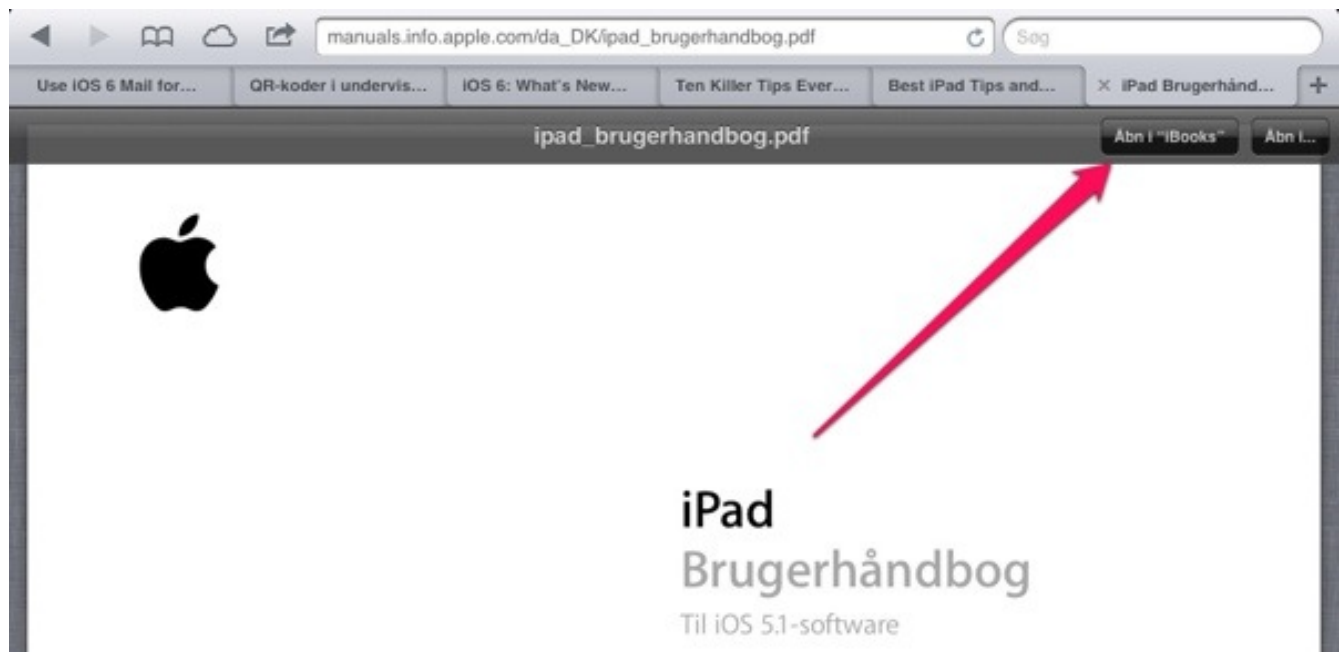 manuals.info.apple.com/da_DK/ipad_brugerhandbog.pdf Søg
Use iOS 6 Mail for... QR-koder i undervis... iOS 6: What's New... Ten Killer Tips Ever... Best iPad Tips and... iPad Brugerhånd...
ipad_brugerhandbog.pdf Åbn i "iBooks" Åbn i...
iPad
Brugerhåndbog
Til iOS 5.1-software